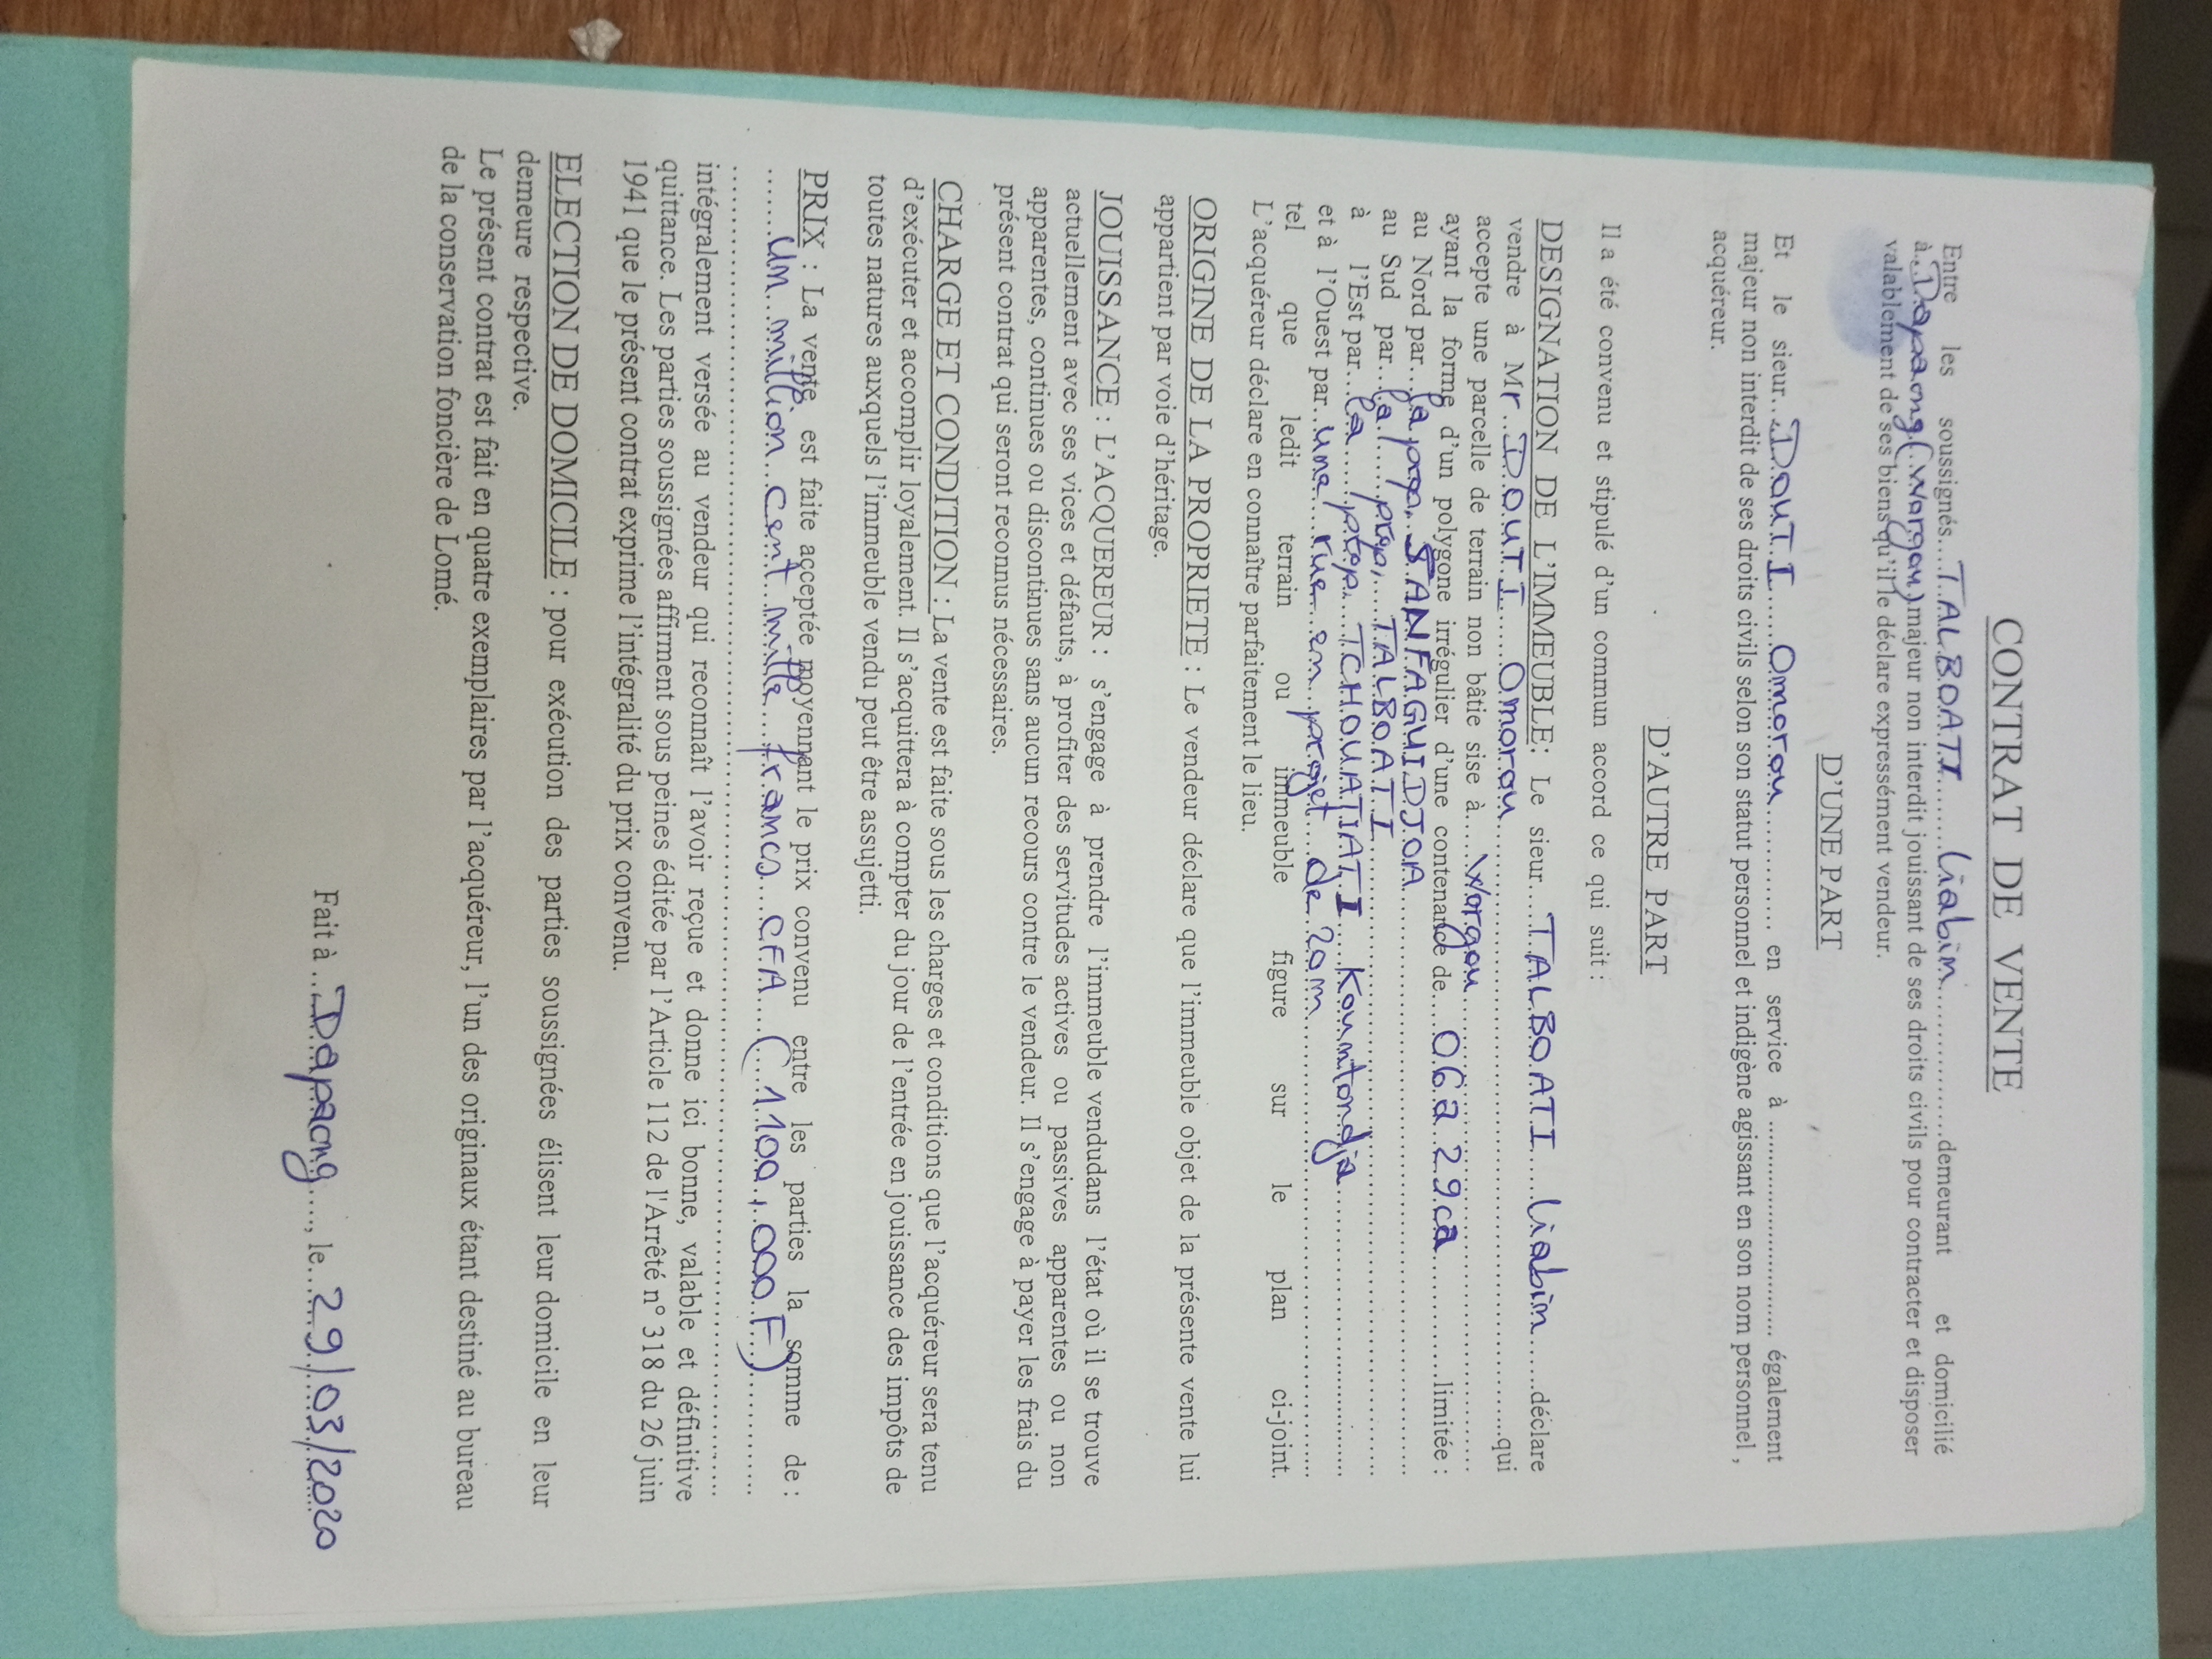 CONTRAT DE VENTE
Entre les soussignés....TALBOATI......liabin..................demeurant et domicilié
à..Dapaong(Worgou)majeur non interdit jouissant de ses droits civils pour contracter et disposer
valablement de ses biens qu'il le déclare expressément vendeur.
D'UNE PART
Et le sieur...DOUTI.....Omorou............... en service à .............................. également
majeur non interdit de ses droits civils selon son statut personnel et indigène agissant en son nom personnel ,
acquéreur.
D'AUTRE PART
Il a été convenu et stipulé d'un commun accord ce qui suit :
DESIGNATION DE L'IMMEUBLE: Le sieur.....TALBOATI.....liabin.......déclare
vendre à Mr..DOUTI.....Omorou..................................................qui
accepte une parcelle de terrain non bâtie sise à.....Worgou.........................
ayant la forme d'un polygone irrégulier d'une contenance de....06a29ca............limitée :
au Nord par...la prop. SANFAGUIDJOA.............................................
au Sud par...la....prop....TALBOATI.............................................
à l'Est par...la.....prop...TCHOUATIATI....Kountondja..............................
et à l'Ouest par..une..rue..en..projet...de 20m.......................................
tel que ledit terrain ou immeuble figure sur le plan ci-joint.
L'acquéreur déclare en connaître parfaitement le lieu.
ORIGINE DE LA PROPRIETE : Le vendeur déclare que l'immeuble objet de la présente vente lui
appartient par voie d'héritage.
JOUISSANCE : L'ACQUEREUR : s'engage à prendre l'immeuble vendudans l'état où il se trouve
actuellement avec ses vices et défauts, à profiter des servitudes actives ou passives apparentes ou non
apparentes, continues ou discontinues sans aucun recours contre le vendeur. Il s'engage à payer les frais du
présent contrat qui seront reconnus nécessaires.
CHARGE ET CONDITION : La vente est faite sous les charges et conditions que l'acquéreur sera tenu
d'exécuter et accomplir loyalement. Il s'acquittera à compter du jour de l'entrée en jouissance des impôts de
toutes natures auxquels l'immeuble vendu peut être assujetti.
PRIX : La vente est faite acceptée moyennant le prix convenu entre les parties la somme de :
.......Un...million...cent..mille....francs....CFA....(1.100.000F)............
..........................................................................................
intégralement versée au vendeur qui reconnaît l'avoir reçue et donne ici bonne, valable et définitive
quittance. Les parties soussignées affirment sous peines éditée par l'Article 112 de l'Arrêté n° 318 du 26 juin
1941 que le présent contrat exprime l'intégralité du prix convenu.
ELECTION DE DOMICILE : pour exécution des parties soussignées élisent leur domicile en leur
demeure respective.
Le présent contrat est fait en quatre exemplaires par l'acquéreur, l'un des originaux étant destiné au bureau
de la conservation foncière de Lomé.
Fait à ..Dapaong...., le...29/03/2020